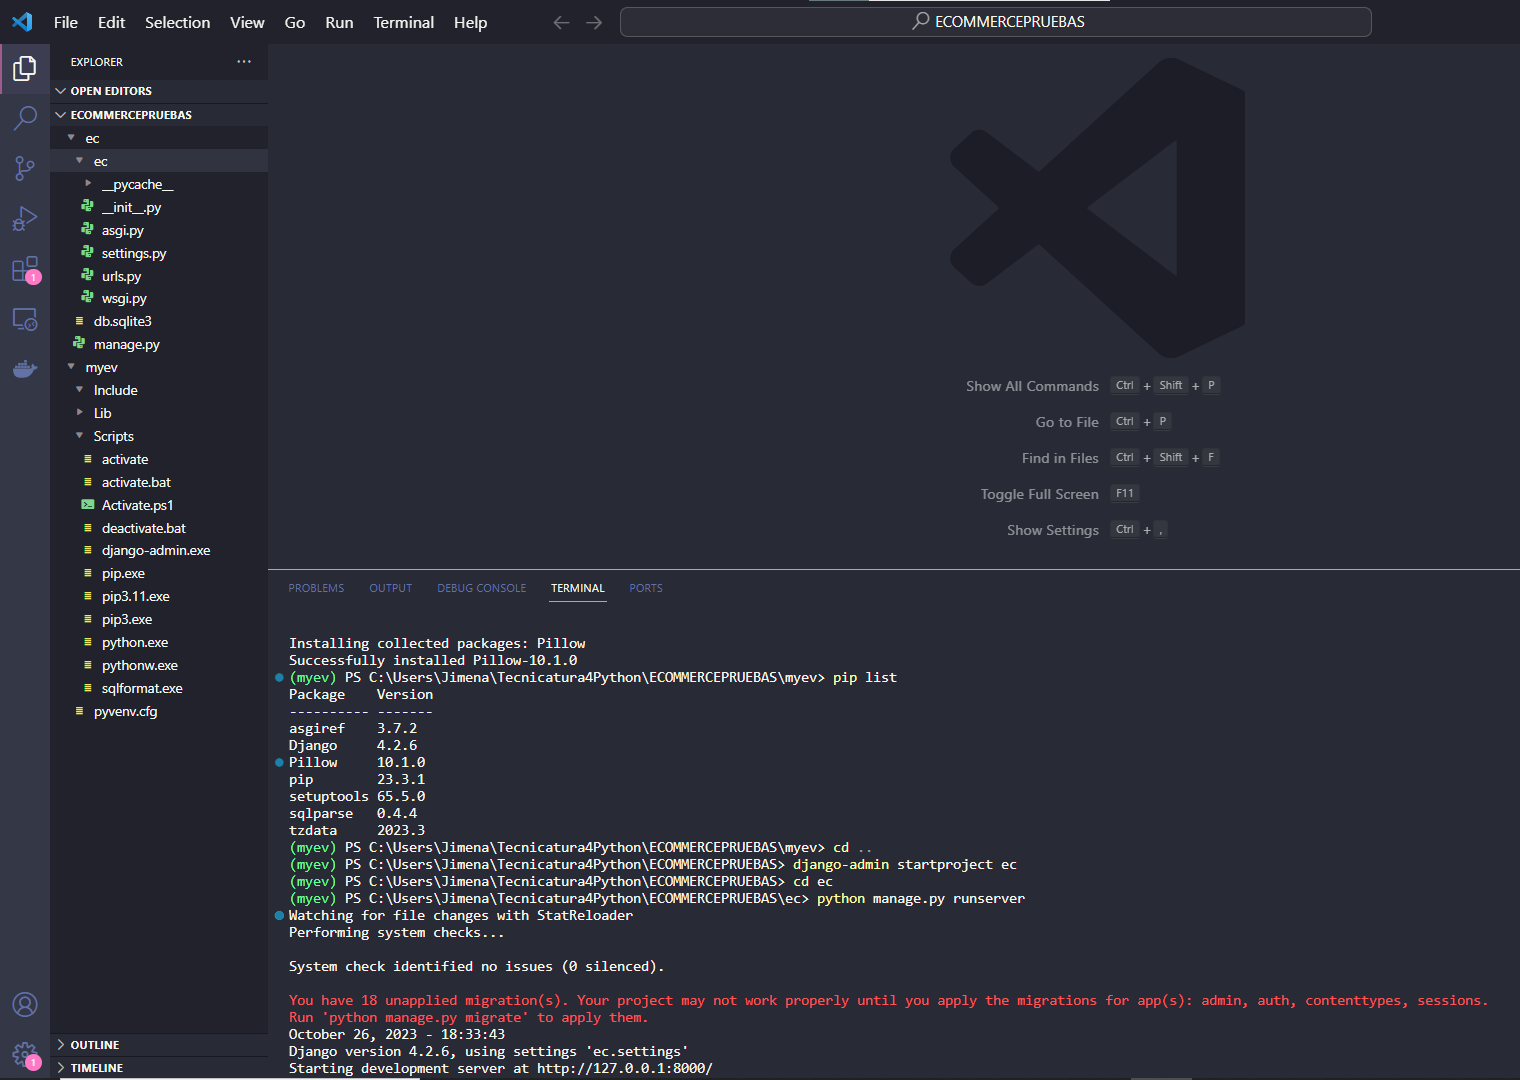 File Edit Selection View Go Run Terminal Help
ECOMMERCEPRUEBAS
EXPLORER
OPEN EDITORS
ECOMMERCEPRUEBAS
ec
ec
__pycache__
__init__.py
asgi.py
settings.py
urls.py
wsgi.py
db.sqlite3
manage.py
myev
Include
Lib
Scripts
activate
activate.bat
Activate.ps1
deactivate.bat
django-admin.exe
pip.exe
pip3.11.exe
pip3.exe
python.exe
pythonw.exe
sqlformat.exe
pyvenv.cfg
OUTLINE
TIMELINE
1
1
Show All Commands Ctrl + Shift + P
Go to File Ctrl + P
Find in Files Ctrl + Shift + F
Toggle Full Screen F11
Show Settings Ctrl + ,
PROBLEMS OUTPUT DEBUG CONSOLE TERMINAL PORTS
Installing collected packages: Pillow
Successfully installed Pillow-10.1.0
(myev) PS C:\Users\Jimena\Tecnicatura4Python\ECOMMERCEPRUEBAS\myev> pip list
Package    Version
---------- -------
asgiref    3.7.2
Django     4.2.6
Pillow     10.1.0
pip        23.3.1
setuptools 65.5.0
sqlparse   0.4.4
tzdata     2023.3
(myev) PS C:\Users\Jimena\Tecnicatura4Python\ECOMMERCEPRUEBAS\myev> cd ..
(myev) PS C:\Users\Jimena\Tecnicatura4Python\ECOMMERCEPRUEBAS> django-admin startproject ec
(myev) PS C:\Users\Jimena\Tecnicatura4Python\ECOMMERCEPRUEBAS> cd ec
(myev) PS C:\Users\Jimena\Tecnicatura4Python\ECOMMERCEPRUEBAS\ec> python manage.py runserver
Watching for file changes with StatReloader
Performing system checks...
System check identified no issues (0 silenced).
You have 18 unapplied migration(s). Your project may not work properly until you apply the migrations for app(s): admin, auth, contenttypes, sessions.
Run 'python manage.py migrate' to apply them.
October 26, 2023 - 18:33:43
Django version 4.2.6, using settings 'ec.settings'
Starting development server at http://127.0.0.1:8000/